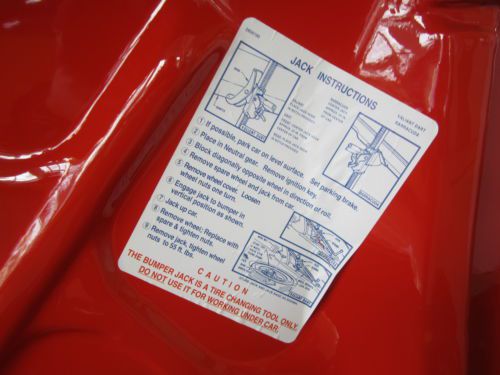 JACK INSTRUCTIONS
VALIANT
BARRACUDA
VALIANT DART
BARRACUDA
VALIANT DART
BARRACUDA
1 If possible, park car on level surface. Set parking brake.
2 Place in Neutral gear. Remove ignition key.
3 Block diagonally opposite wheel in direction of roll.
4 Remove spare wheel and jack from car.
5 Remove wheel cover. Loosen
wheel nuts one turn.
6 Engage jack to bumper in
vertical position as shown.
7 Jack up car.
8 Remove wheel; Replace with
spare & tighten nuts.
9 Remove jack, tighten wheel
nuts to 55 ft. lbs.
CAUTION
THE BUMPER JACK IS A TIRE CHANGING TOOL ONLY.
DO NOT USE IT FOR WORKING UNDER CAR.